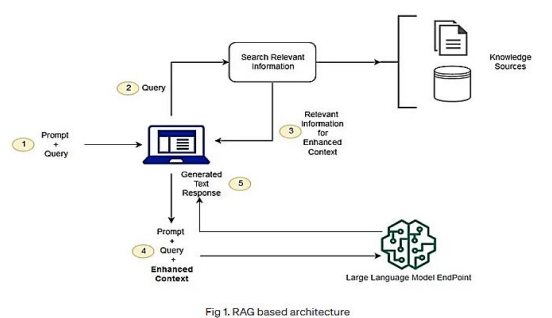 Search Relevant
Information
Knowledge
Sources
2 Query
3 Relevant
Information
for
Enhanced
Context
1 Prompt
+
Query
Generated
Text
Response
5
4 Prompt
+
Query
+
Enhanced
Context
Large Language Model EndPoint
Fig 1. RAG based architecture